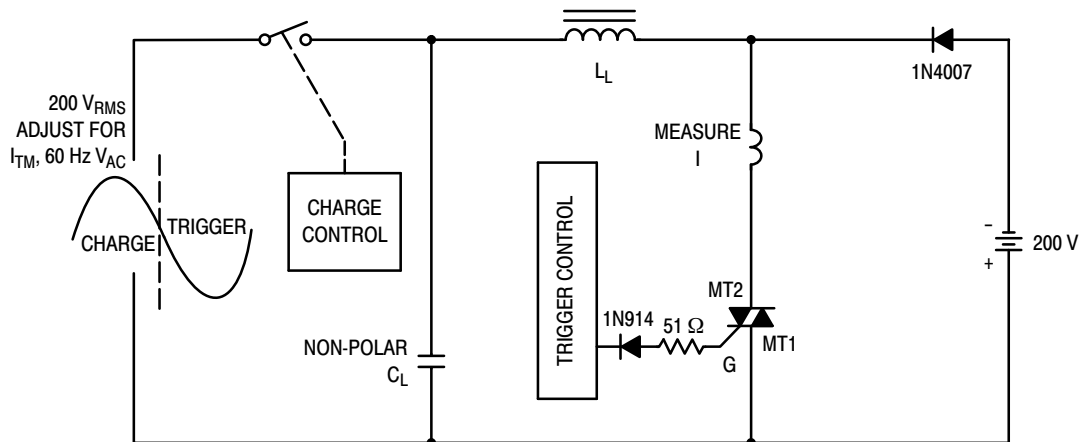 200 V_RMS
ADJUST FOR
I_TM, 60 Hz V_AC
CHARGE
TRIGGER
CHARGE
CONTROL
NON-POLAR
C_L
L_L
MEASURE
I
TRIGGER CONTROL
1N914
51 Ω
G
MT2
MT1
1N4007
-
+
200 V